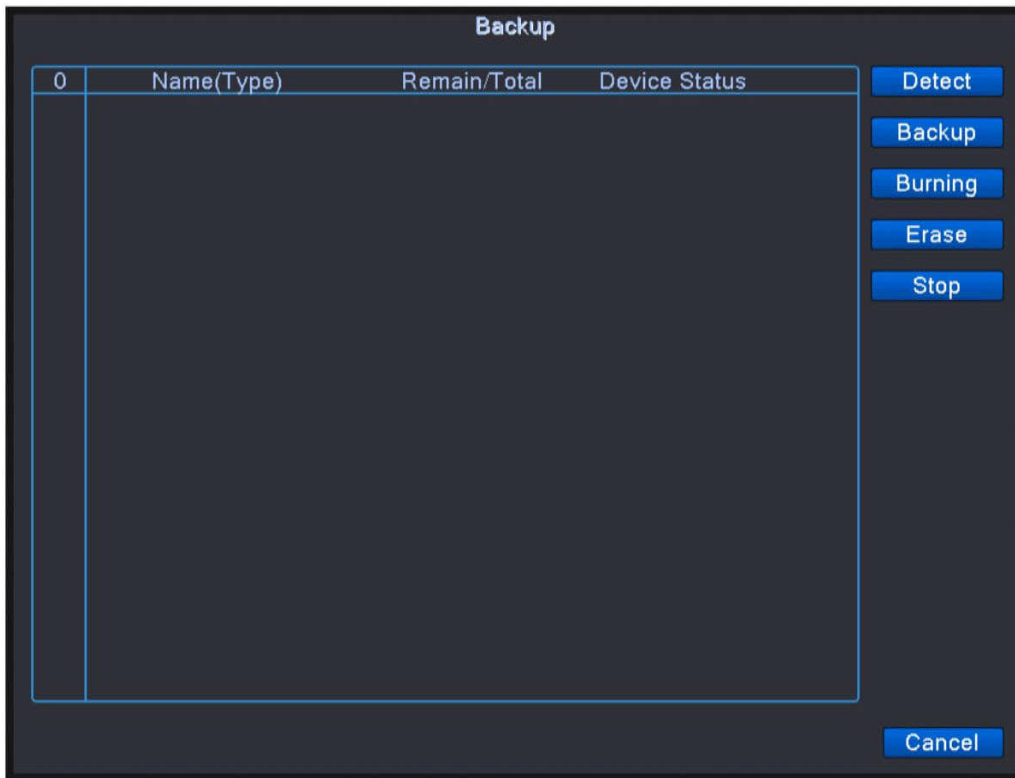 Backup
0 Name(Type) Remain/Total Device Status
Detect
Backup
Burning
Erase
Stop
Cancel